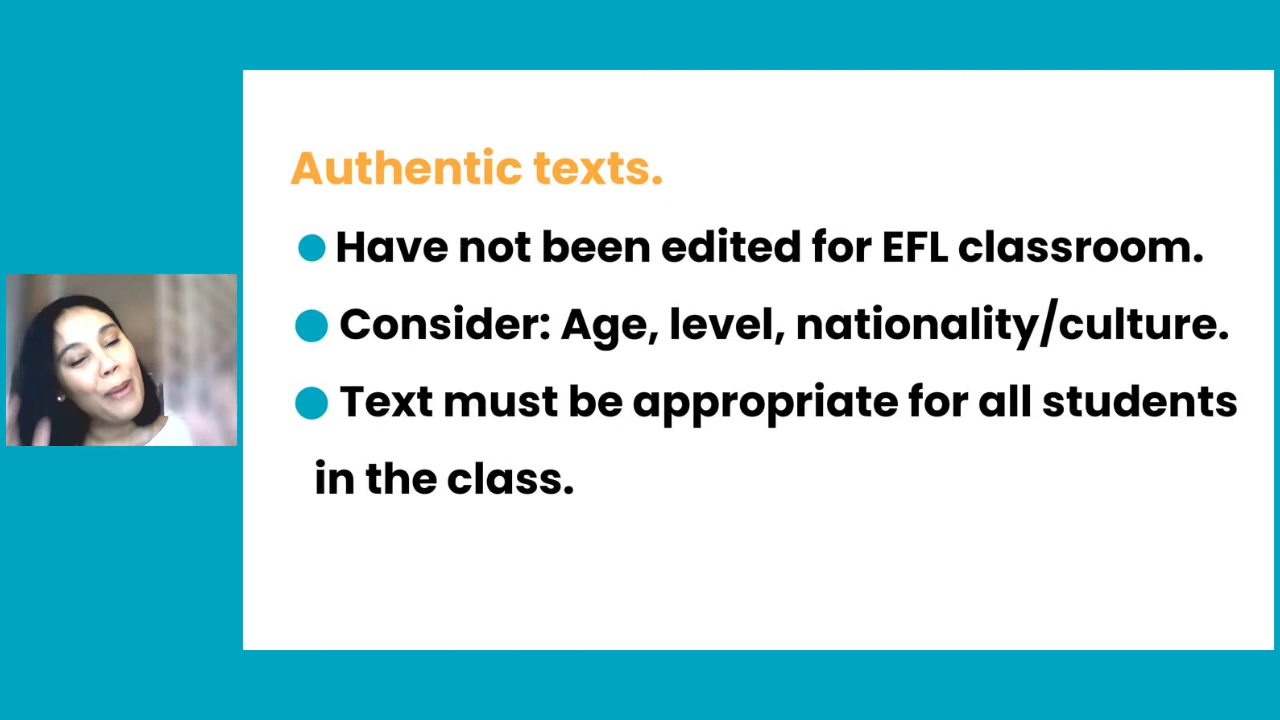 Authentic texts.
Have not been edited for EFL classroom.
Consider: Age, level, nationality/culture.
Text must be appropriate for all students
in the class.